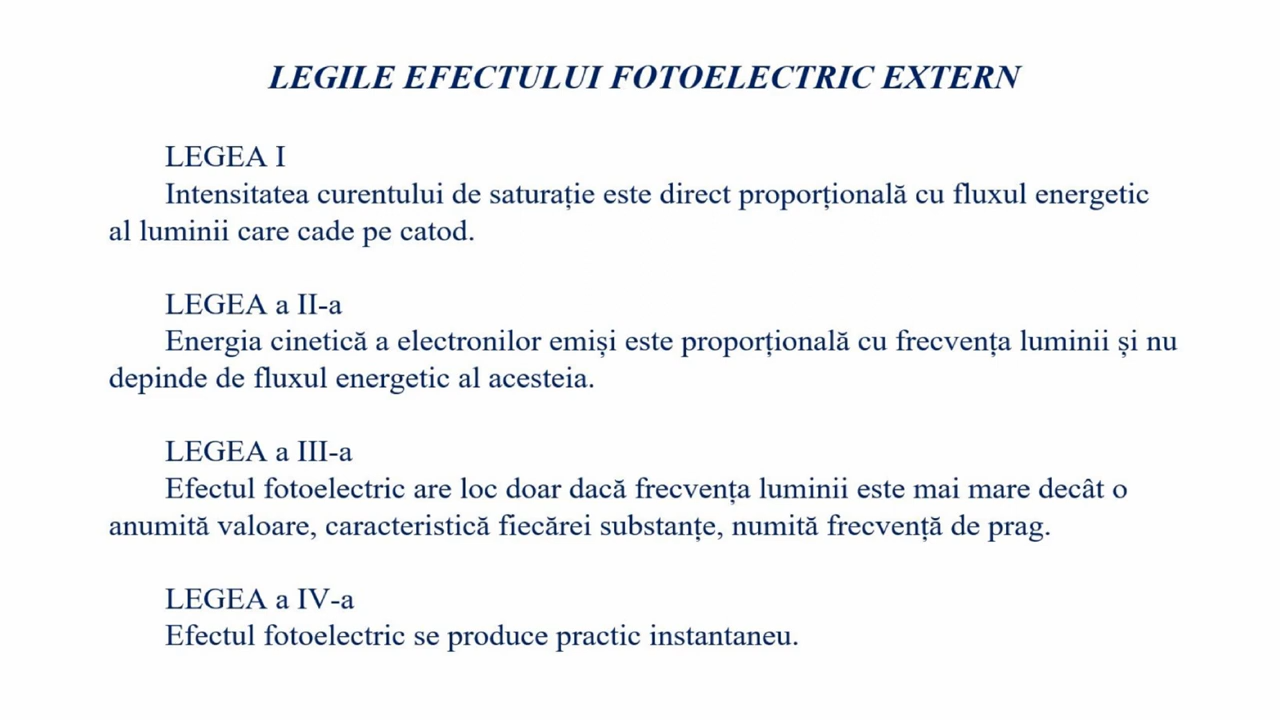 LEGILE EFECTULUI FOTOELECTRIC EXTERN
LEGEA I
Intensitatea curentului de saturație este direct proporțională cu fluxul energetic
al luminii care cade pe catod.
LEGEA a II-a
Energia cinetică a electronilor emiși este proporțională cu frecvența luminii și nu
depinde de fluxul energetic al acesteia.
LEGEA a III-a
Efectul fotoelectric are loc doar dacă frecvența luminii este mai mare decât o
anumită valoare, caracteristică fiecărei substanțe, numită frecvență de prag.
LEGEA a IV-a
Efectul fotoelectric se produce practic instantaneu.